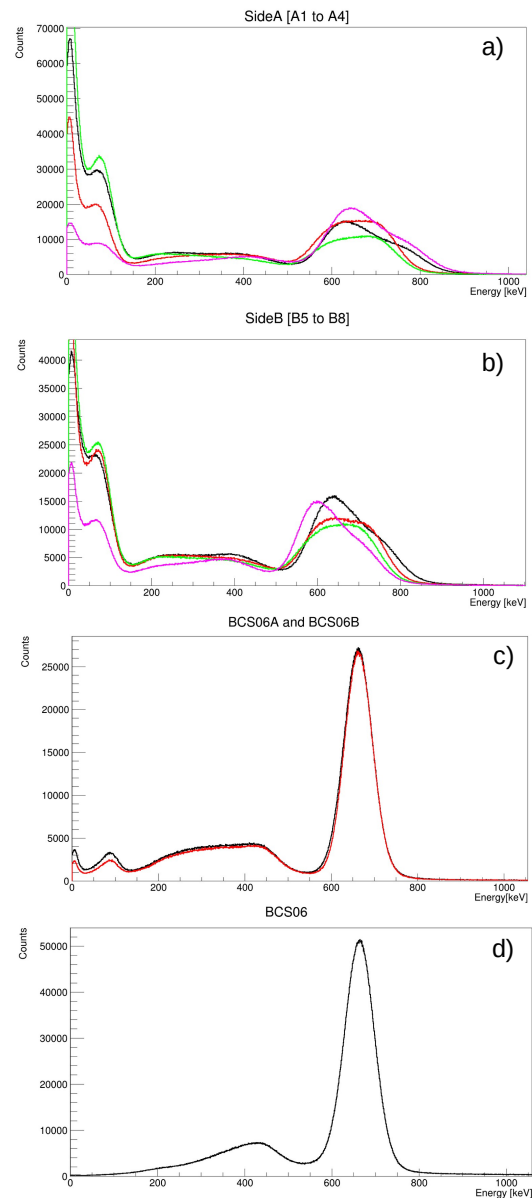 SideA [A1 to A4]
Counts
a)
70000
60000
50000
40000
30000
20000
10000
0
0 200 400 600 800 1000
Energy [keV]
SideB [B5 to B8]
Counts
b)
40000
35000
30000
25000
20000
15000
10000
5000
0
0 200 400 600 800 1000
Energy [keV]
BCS06A and BCS06B
Counts
c)
25000
20000
15000
10000
5000
0
0 200 400 600 800 1000
Energy[keV]
BCS06
Counts
d)
50000
40000
30000
20000
10000
0
0 200 400 600 800 1000
Energy [keV]